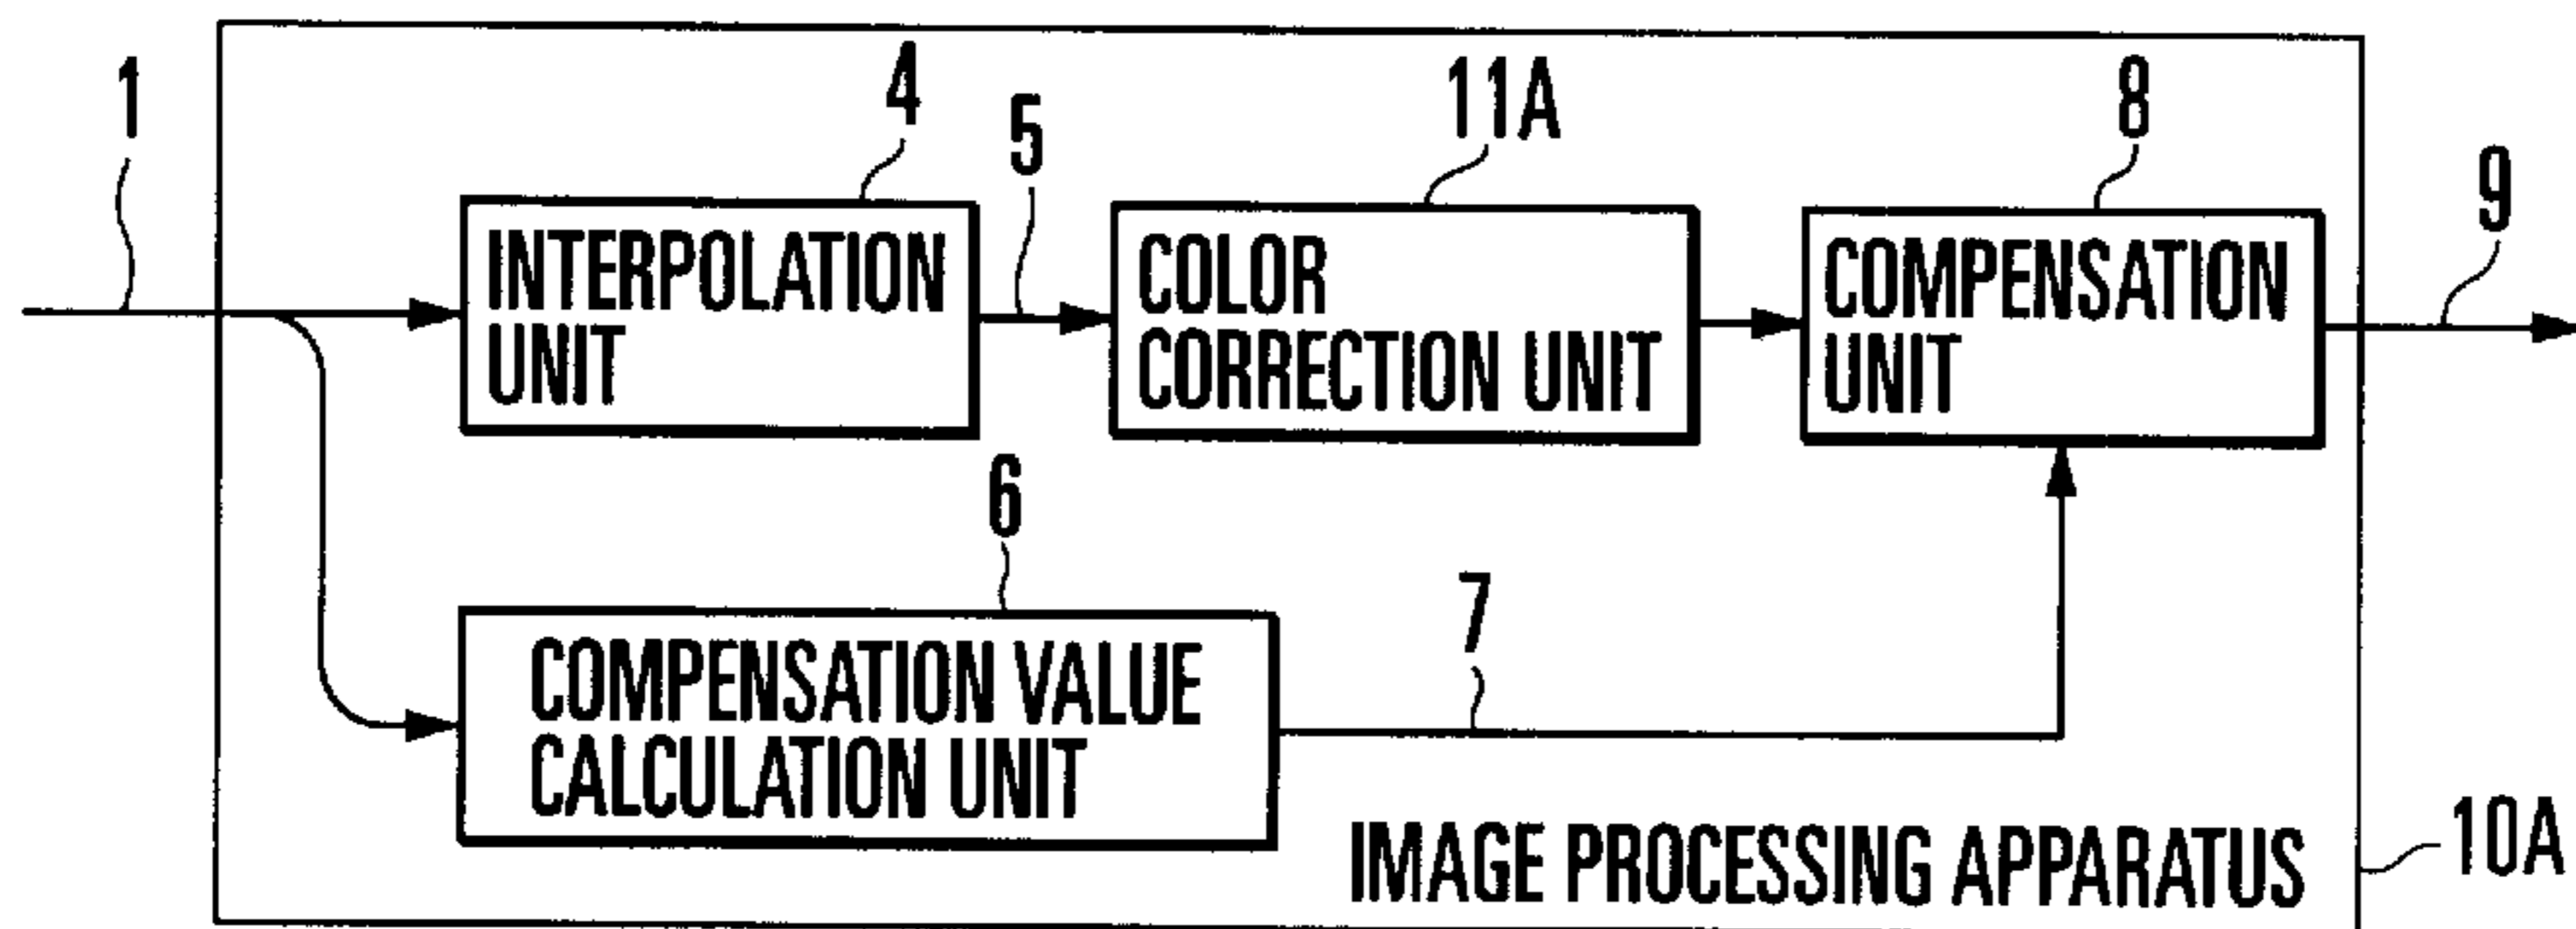 1
4
5
11A
8
9
INTERPOLATION
UNIT
COLOR
CORRECTION UNIT
COMPENSATION
UNIT
6
7
COMPENSATION VALUE
CALCULATION UNIT
IMAGE PROCESSING APPARATUS
10A